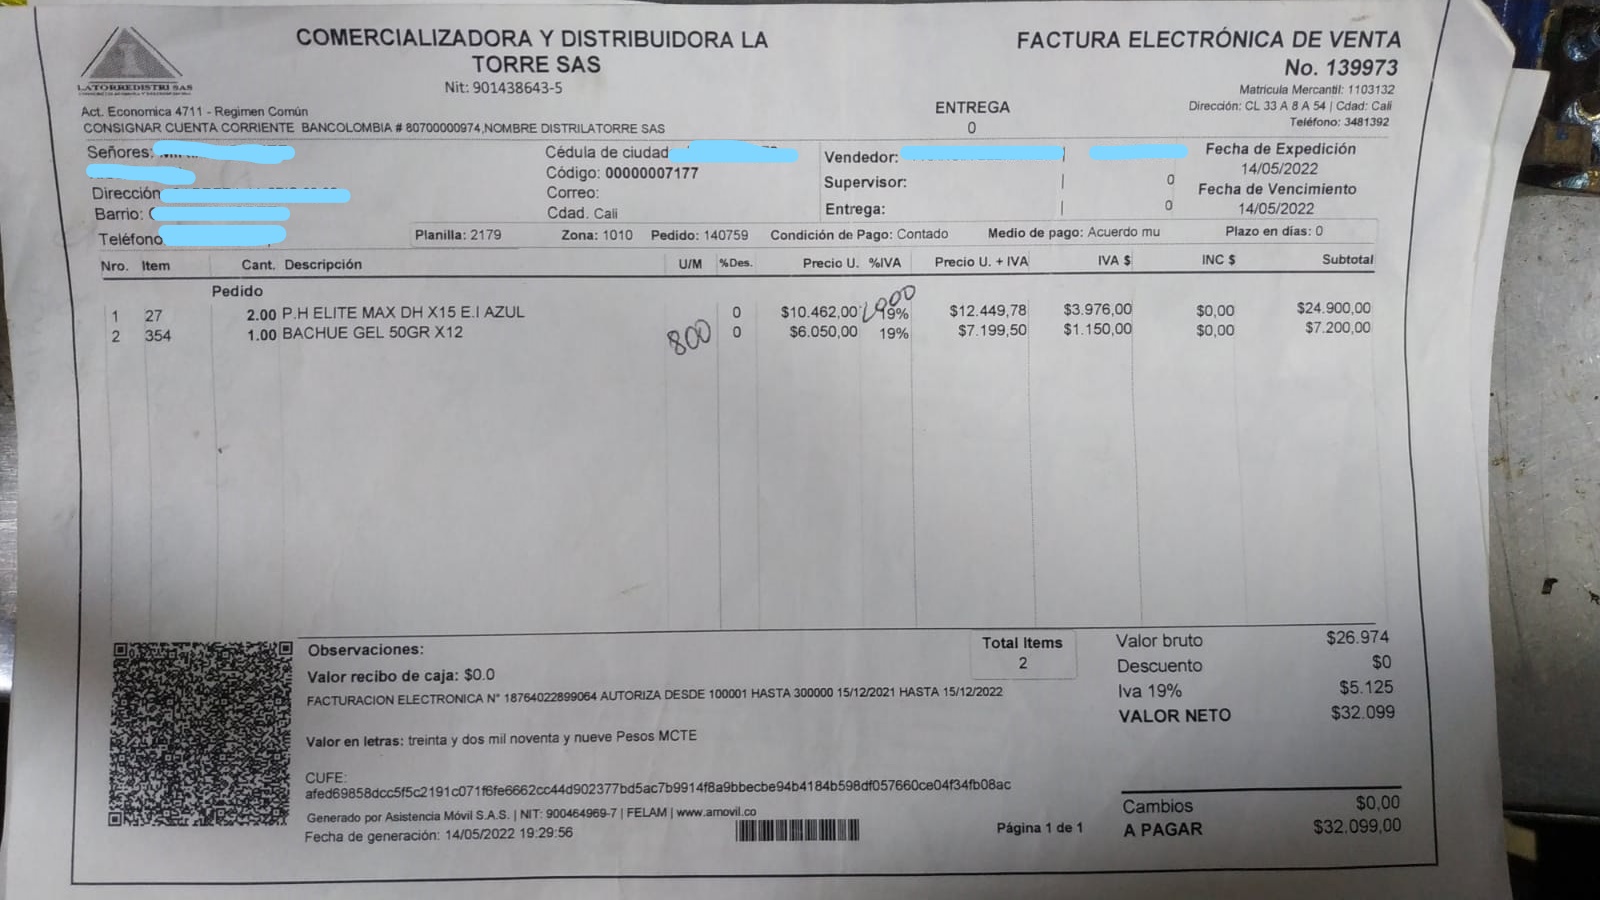 COMERCIALIZADORA Y DISTRIBUIDORA LA
TORRE SAS
Nit: 901438643-5
FACTURA ELECTRÓNICA DE VENTA
No. 139973
Matricula Mercantil: 1103132
Dirección: CL 33 A 8 A 54 | Cdad: Cali
Teléfono: 3481392
LATORREDISTRI SAS
Act. Economica 4711 - Regimen Común
CONSIGNAR CUENTA CORRIENTE BANCOLOMBIA # 80700000974,NOMBRE DISTRILATORRE SAS
ENTREGA
0
Señores:
Dirección
Barrio:
Teléfono
Cédula de ciudad
Código: 00000007177
Correo:
Cdad. Cali
Vendedor: |
Supervisor: | 0
Entrega: | 0
Fecha de Expedición
14/05/2022
Fecha de Vencimiento
14/05/2022
Planilla: 2179 Zona: 1010 Pedido: 140759 Condición de Pago: Contado Medio de pago: Acuerdo mu Plazo en días: 0
Nro. Item Cant. Descripción U/M %Des. Precio U. %IVA Precio U. + IVA IVA $ INC $ Subtotal
Pedido
1 27 2.00 P.H ELITE MAX DH X15 E.I AZUL 0 $10.462,00 19% $12.449,78 $3.976,00 $0,00 $24.900,00
2 354 1.00 BACHUE GEL 50GR X12 800 0 $6.050,00 19% $7.199,50 $1.150,00 $0,00 $7.200,00
Observaciones:
Valor recibo de caja: $0.0
FACTURACION ELECTRONICA N° 18764022899064 AUTORIZA DESDE 100001 HASTA 300000 15/12/2021 HASTA 15/12/2022
Valor en letras: treinta y dos mil noventa y nueve Pesos MCTE
Total Items
2
Valor bruto $26.974
Descuento $0
Iva 19% $5.125
VALOR NETO $32.099
CUFE:
afed69858dcc5f5c2191c071f6fe6662cc44d902377bd5ac7b9914f8a9bbecbe94b4184b598df057660ce04f34fb08ac
Generado por Asistencia Móvil S.A.S. | NIT: 900464969-7 | FELAM | www.amovil.co
Fecha de generación: 14/05/2022 19:29:56
Página 1 de 1
Cambios $0,00
A PAGAR $32.099,00